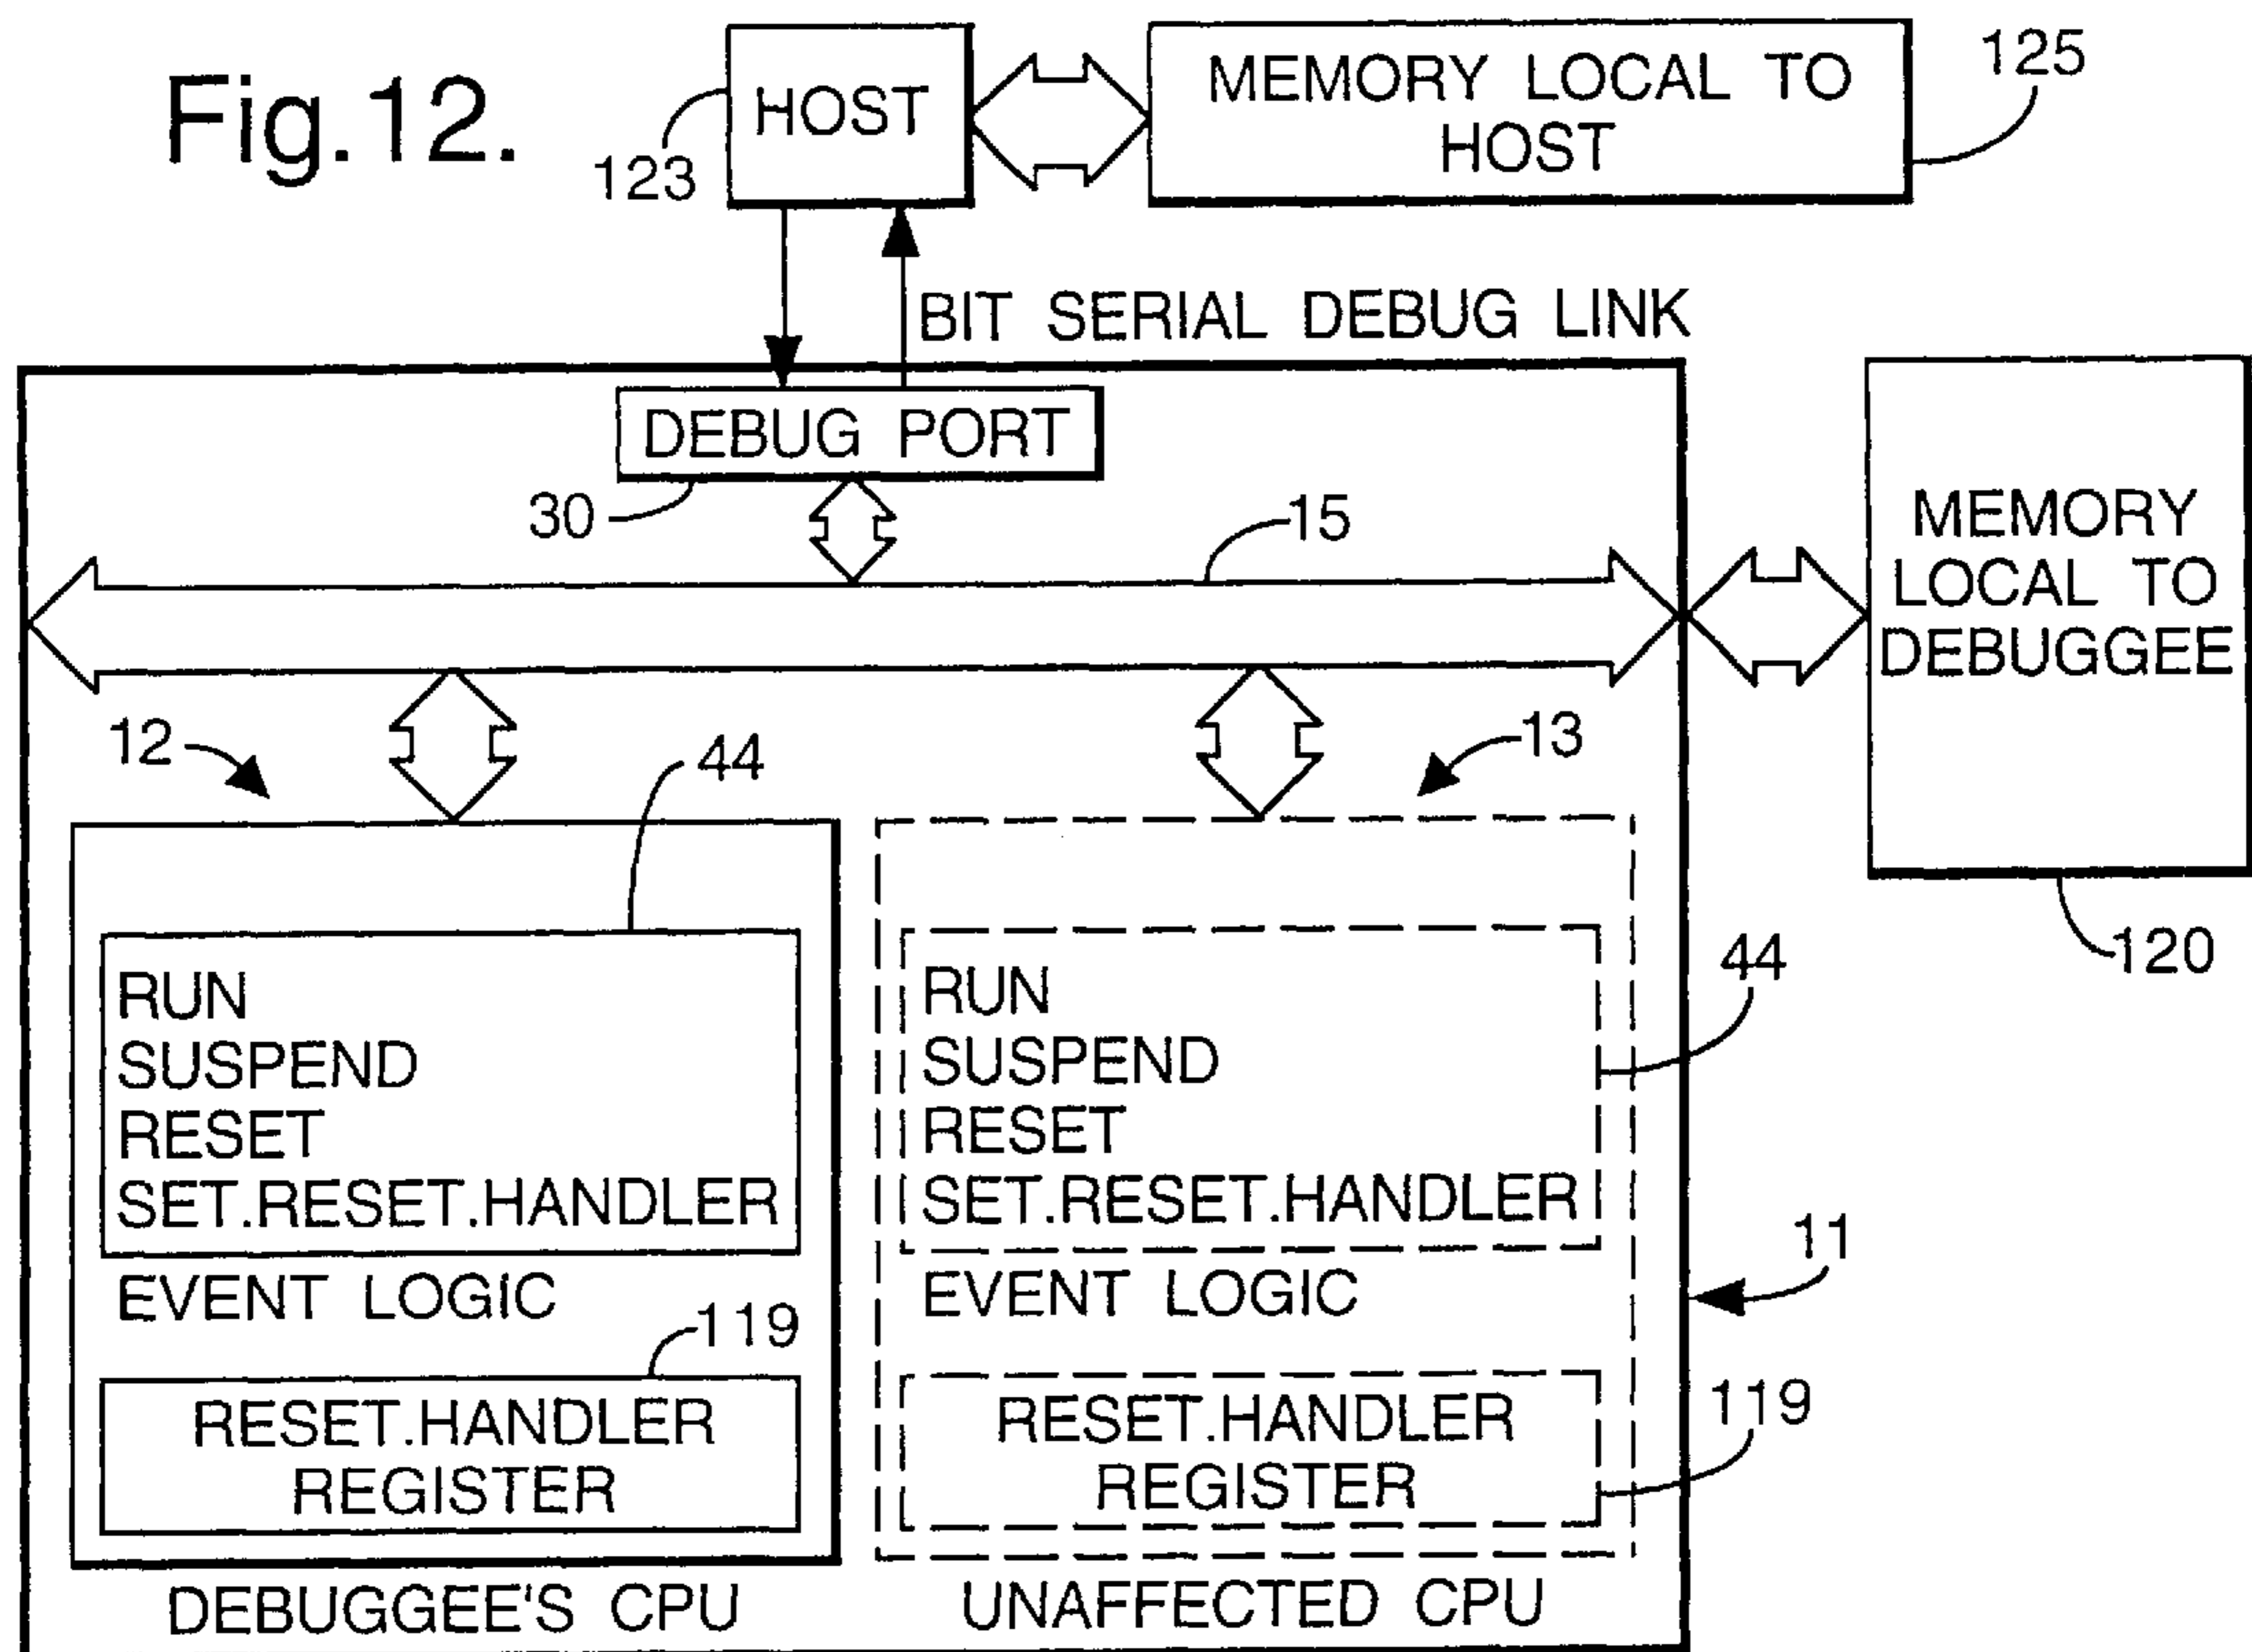 Fig.12.
HOST
123
MEMORY LOCAL TO
HOST
125
BIT SERIAL DEBUG LINK
DEBUG PORT
30
15
MEMORY
LOCAL TO
DEBUGGEE
120
12
44
13
RUN
SUSPEND
RESET
SET.RESET.HANDLER
EVENT LOGIC
119
RESET.HANDLER
REGISTER
DEBUGGEE'S CPU
RUN
SUSPEND
RESET
SET.RESET.HANDLER
44
EVENT LOGIC
11
RESET.HANDLER
REGISTER
119
UNAFFECTED CPU